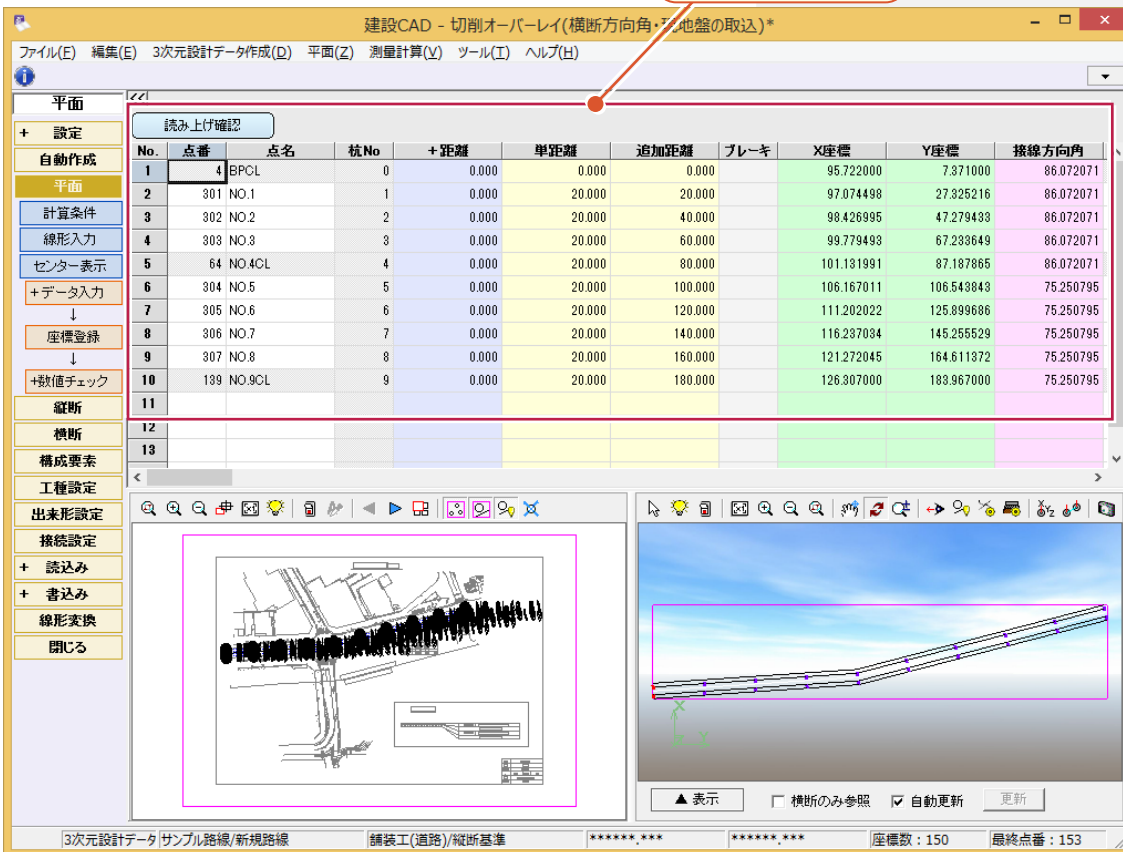 建設CAD - 切削オーバーレイ(横断方向角・現地盤の取込)*
ファイル(F) 編集(E) 3次元設計データ作成(D) 平面(Z) 測量計算(V) ツール(T) ヘルプ(H)
平面
+ 設定
自動作成
平面
計算条件
線形入力
センター表示
+データ入力
↓
座標登録
↓
+数値チェック
縦断
横断
構成要素
工種設定
出来形設定
接続設定
+ 読込み
+ 書込み
線形変換
閉じる
読み上げ確認
No. 点番 点名 杭No +距離 単距離 追加距離 ブレーキ X座標 Y座標 接線方向角
1 4 BPCL 0 0.000 0.000 0.000 95.722000 7.371000 86.072071
2 301 NO.1 1 0.000 20.000 20.000 97.074498 27.325216 86.072071
3 302 NO.2 2 0.000 20.000 40.000 98.426995 47.279433 86.072071
4 303 NO.3 3 0.000 20.000 60.000 99.779493 67.233649 86.072071
5 64 NO.4CL 4 0.000 20.000 80.000 101.131991 87.187865 86.072071
6 304 NO.5 5 0.000 20.000 100.000 106.167011 106.543843 75.250795
7 305 NO.6 6 0.000 20.000 120.000 111.202022 125.899686 75.250795
8 306 NO.7 7 0.000 20.000 140.000 116.237034 145.255529 75.250795
9 307 NO.8 8 0.000 20.000 160.000 121.272045 164.611372 75.250795
10 139 NO.9CL 9 0.000 20.000 180.000 126.307000 183.967000 75.250795
11
12
13
X
Y
▲ 表示 横断のみ参照 自動更新 更新
3次元設計データ サンプル路線/新規路線 舗装工(道路)/縦断基準 ******.*** ******.*** 座標数:150 最終点番:153